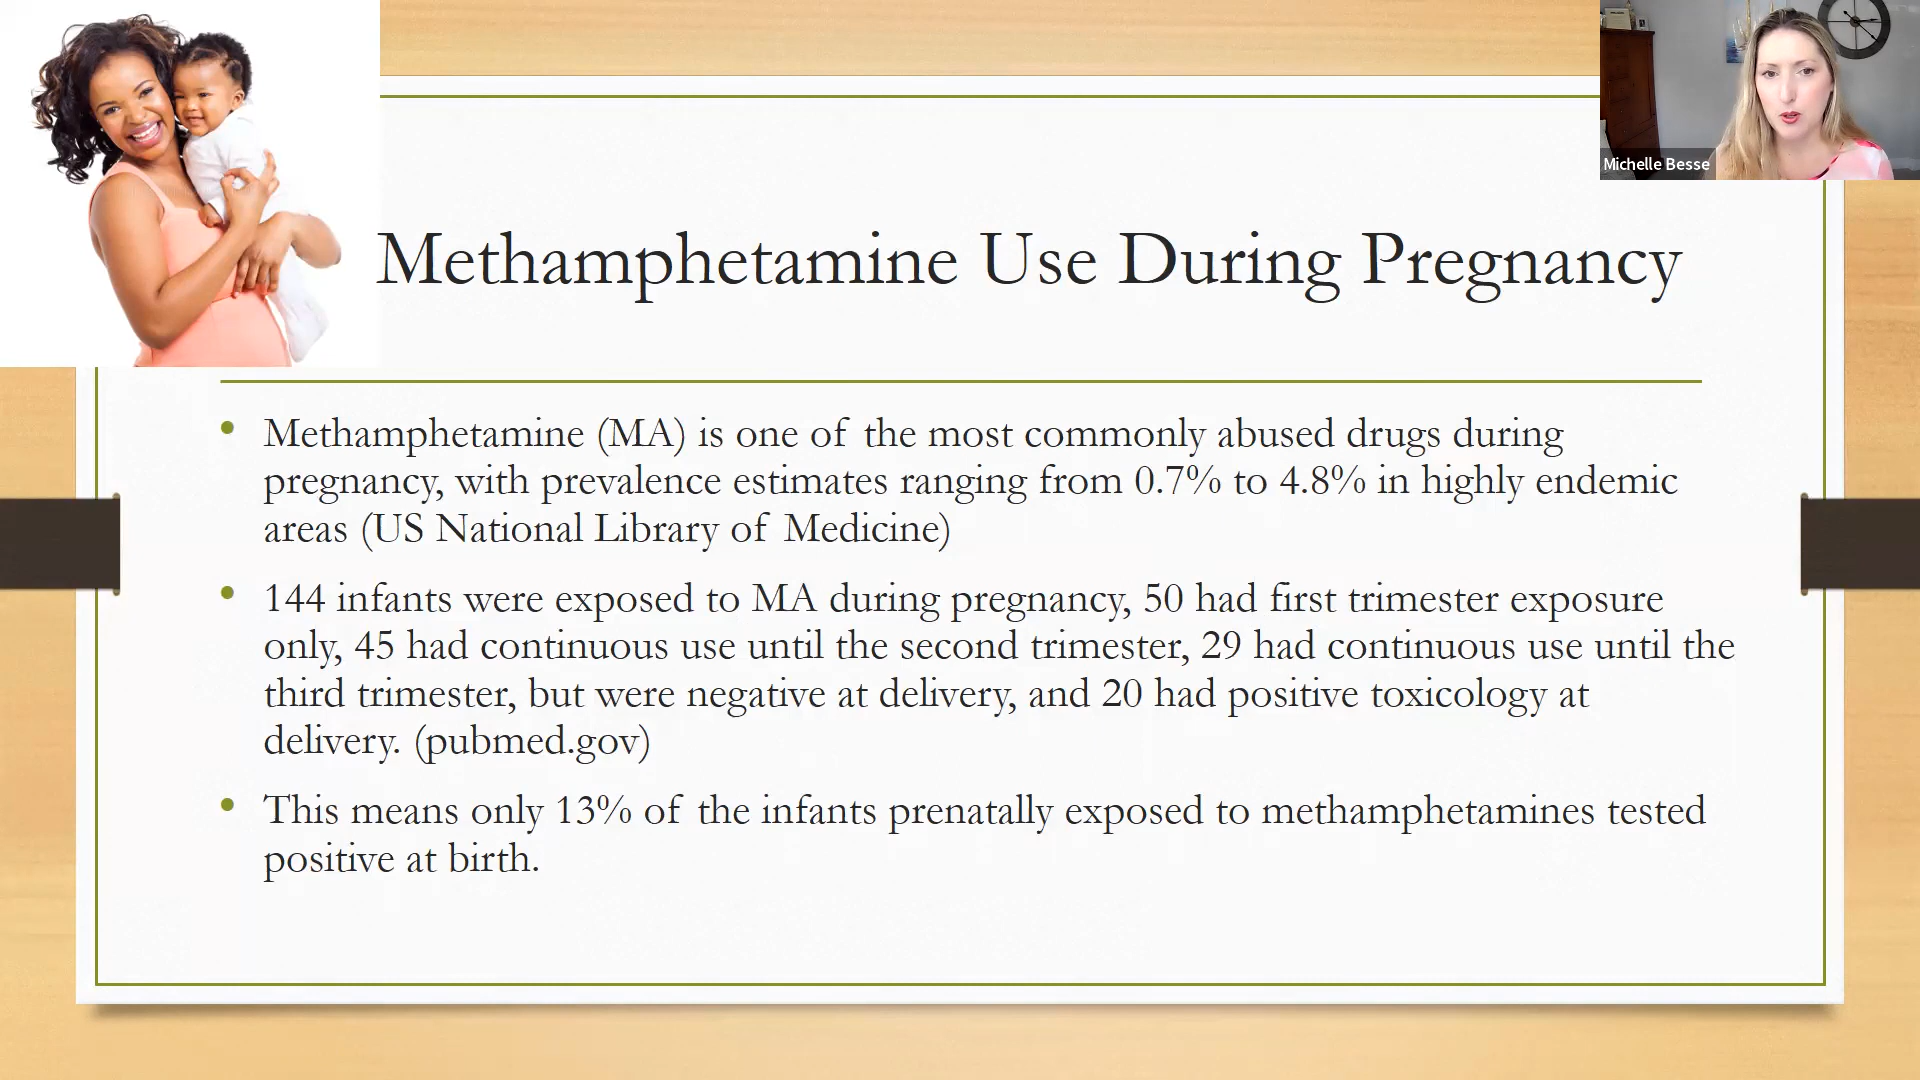 Michelle Besse
Methamphetamine Use During Pregnancy
• Methamphetamine (MA) is one of the most commonly abused drugs during
pregnancy, with prevalence estimates ranging from 0.7% to 4.8% in highly endemic
areas (US National Library of Medicine)
• 144 infants were exposed to MA during pregnancy, 50 had first trimester exposure
only, 45 had continuous use until the second trimester, 29 had continuous use until the
third trimester, but were negative at delivery, and 20 had positive toxicology at
delivery. (pubmed.gov)
• This means only 13% of the infants prenatally exposed to methamphetamines tested
positive at birth.